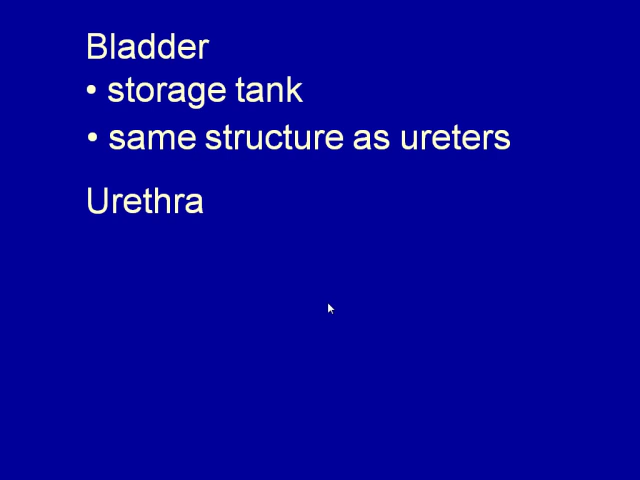 Bladder
• storage tank
• same structure as ureters
Urethra